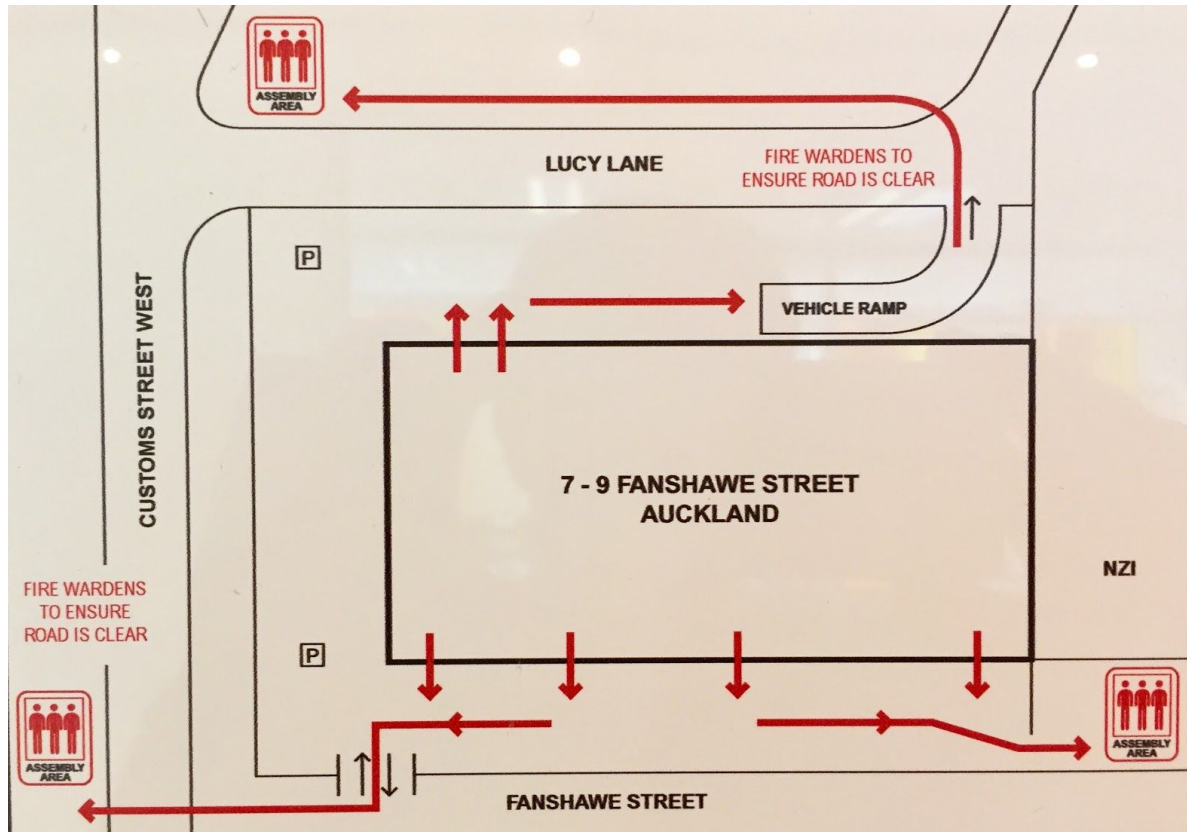 ASSEMBLY
AREA
LUCY LANE
FIRE WARDENS TO
ENSURE ROAD IS CLEAR
P
VEHICLE RAMP
CUSTOMS STREET WEST
7 - 9 FANSHAWE STREET
AUCKLAND
NZI
FIRE WARDENS
TO ENSURE
ROAD IS CLEAR
P
ASSEMBLY
AREA
ASSEMBLY
AREA
FANSHAWE STREET